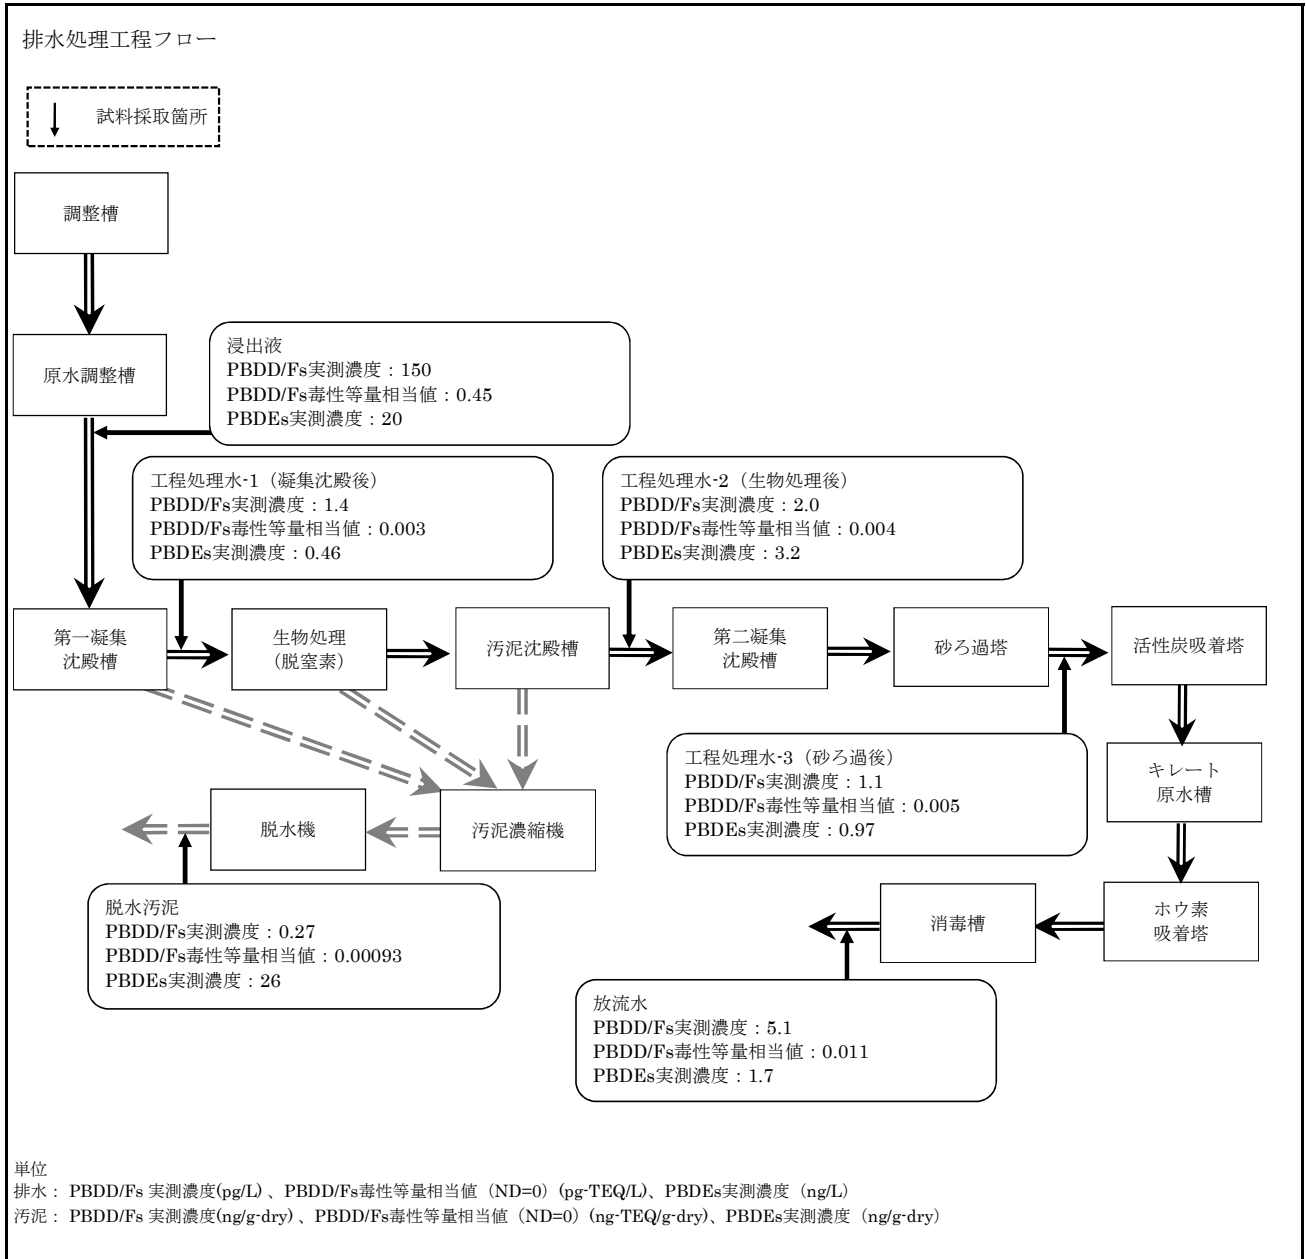 排水処理工程フロー
試料採取箇所
調整槽
原水調整槽
浸出液
PBDD/Fs実測濃度：150
PBDD/Fs毒性等量相当値：0.45
PBDEs実測濃度：20
工程処理水-1（凝集沈殿後）
PBDD/Fs実測濃度：1.4
PBDD/Fs毒性等量相当値：0.003
PBDEs実測濃度：0.46
工程処理水-2（生物処理後）
PBDD/Fs実測濃度：2.0
PBDD/Fs毒性等量相当値：0.004
PBDEs実測濃度：3.2
第一凝集
沈殿槽
生物処理
（脱窒素）
汚泥沈殿槽
第二凝集
沈殿槽
砂ろ過塔
活性炭吸着塔
工程処理水-3（砂ろ過後）
PBDD/Fs実測濃度：1.1
PBDD/Fs毒性等量相当値：0.005
PBDEs実測濃度：0.97
キレート
原水槽
脱水機
汚泥濃縮機
脱水汚泥
PBDD/Fs実測濃度：0.27
PBDD/Fs毒性等量相当値：0.00093
PBDEs実測濃度：26
消毒槽
ホウ素
吸着塔
放流水
PBDD/Fs実測濃度：5.1
PBDD/Fs毒性等量相当値：0.011
PBDEs実測濃度：1.7
単位
排水： PBDD/Fs 実測濃度(pg/L) 、PBDD/Fs毒性等量相当値（ND=0）(pg-TEQ/L)、PBDEs実測濃度（ng/L）
汚泥： PBDD/Fs 実測濃度(ng/g-dry) 、PBDD/Fs毒性等量相当値（ND=0）(ng-TEQ/g-dry)、PBDEs実測濃度（ng/g-dry）